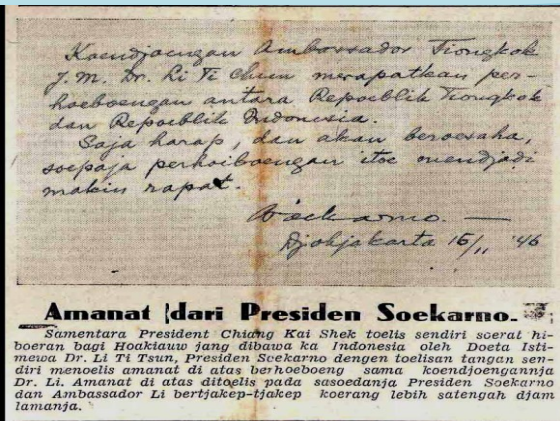 Koendjoengan Ambassador Tiongkok
J.M. Dr. Li Ti Chun merapatkan per-
hoeboengan antara Repoeblik Tiongkok
dan Repoeblik Indonesia.
Saja harap, dan akan beroesaha,
soepaja perhoeboengan itoe mendjadi
makin rapat.
Soekarno.—
Djokjakarta 15/11 '46
Amanat dari Presiden Soekarno.
Samentara President Chiang Kai Shek toelis sendiri soerat hi-
boeran bagi Hoakiauw jang dibawa ka Indonesia oleh Doeta Isti-
mewa Dr. Li Ti Tsun, Presiden Soekarno dengen toelisan tangan sen-
diri menoelis amanat di atas berhoeboeng sama koendjoengannja
Dr. Li. Amanat di atas ditoelis pada sasoedanja Presiden Soekarno
dan Ambassador Li bertjakep-tjakep koerang lebih satengah djam
lamanja.